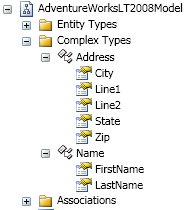 AdventureWorksLT2008Model
Entity Types
Complex Types
Address
City
Line1
Line2
State
Zip
Name
FirstName
LastName
Associations